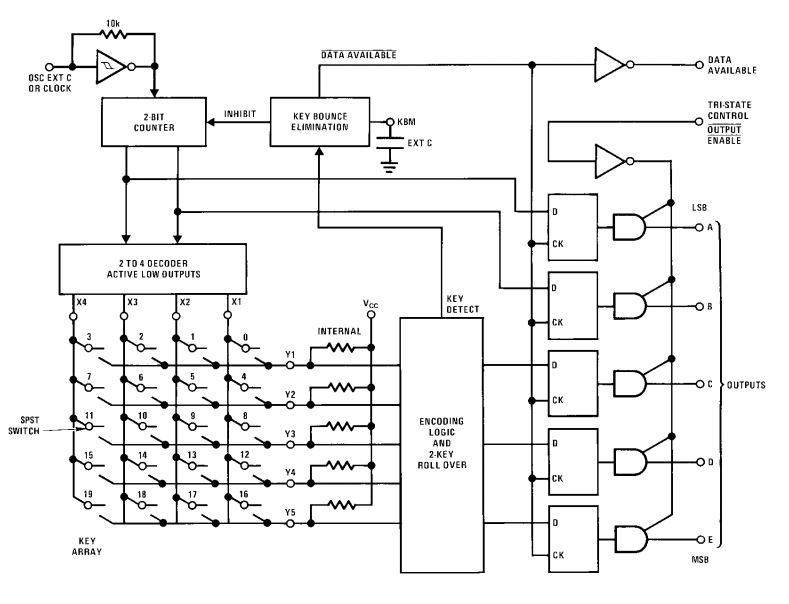 10k
OSC EXT C
OR CLOCK
DATA AVAILABLE
DATA
AVAILABLE
2-BIT
COUNTER
INHIBIT
KEY BOUNCE
ELIMINATION
KBM
EXT C
TRI-STATE
CONTROL
OUTPUT
ENABLE
2 TO 4 DECODER
ACTIVE LOW OUTPUTS
X4 X3 X2 X1
VCC
KEY
DETECT
INTERNAL
3 2 1 0 Y1
7 6 5 4 Y2
11 10 9 8 Y3
15 14 13 12 Y4
19 18 17 16 Y5
SPST
SWITCH
KEY
ARRAY
ENCODING
LOGIC
AND
2-KEY
ROLL OVER
D
CK
LSB
A
D
CK
B
D
CK
C
OUTPUTS
D
CK
D
D
CK
E
MSB